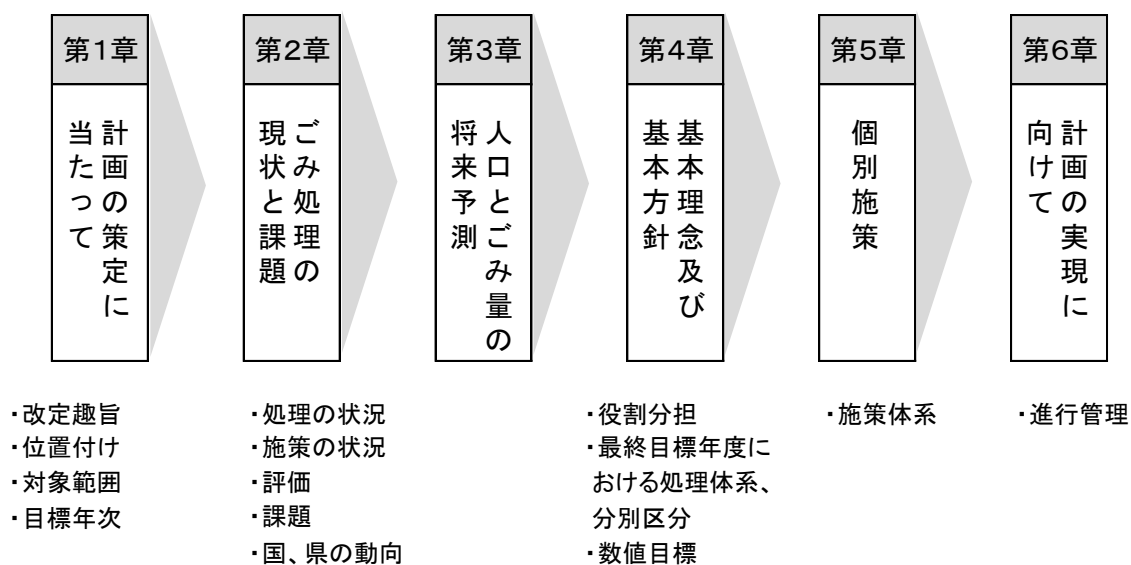 第1章
計画の策定に
当たって
・改定趣旨
・位置付け
・対象範囲
・目標年次
第2章
ごみ処理の
現状と課題
・処理の状況
・施策の状況
・評価
・課題
・国、県の動向
第3章
人口とごみ量の
将来予測
第4章
基本理念及び
基本方針
・役割分担
・最終目標年度に
おける処理体系、
分別区分
・数値目標
第5章
個別施策
・施策体系
第6章
計画の実現に
向けて
・進行管理